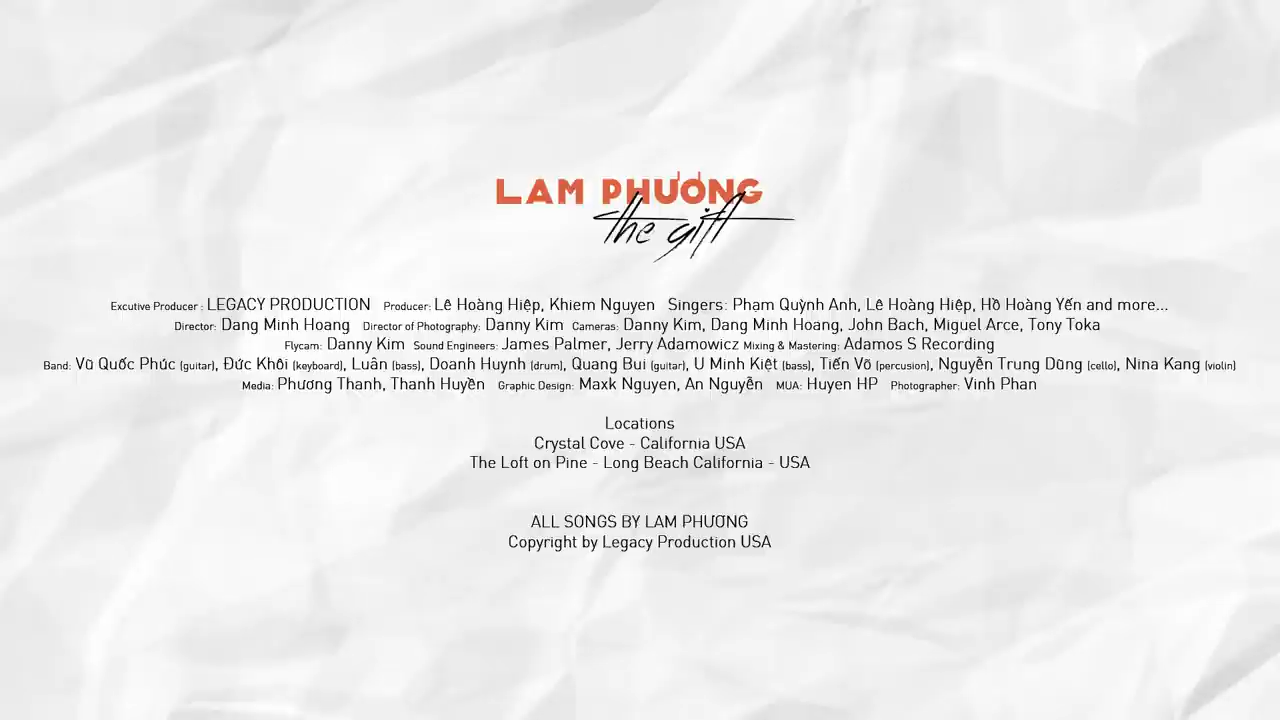 LAM PHƯƠNG
the gift
Excutive Producer : LEGACY PRODUCTION Producer: Lê Hoàng Hiệp, Khiem Nguyen Singers: Phạm Quỳnh Anh, Lê Hoàng Hiệp, Hồ Hoàng Yến and more...
Director: Dang Minh Hoang Director of Photography: Danny Kim Cameras: Danny Kim, Dang Minh Hoang, John Bach, Miguel Arce, Tony Toka
Flycam: Danny Kim Sound Engineers: James Palmer, Jerry Adamowicz Mixing & Mastering: Adamos S Recording
Band: Vũ Quốc Phúc (guitar), Đức Khôi (keyboard), Luân (bass), Doanh Huynh (drum), Quang Bui (guitar), U Minh Kiệt (bass), Tiến Võ (percusion), Nguyễn Trung Dũng (cello), Nina Kang (violin)
Media: Phương Thanh, Thanh Huyền Graphic Design: Maxk Nguyen, An Nguyễn MUA: Huyen HP Photographer: Vinh Phan
Locations
Crystal Cove - California USA
The Loft on Pine - Long Beach California - USA
ALL SONGS BY LAM PHƯƠNG
Copyright by Legacy Production USA